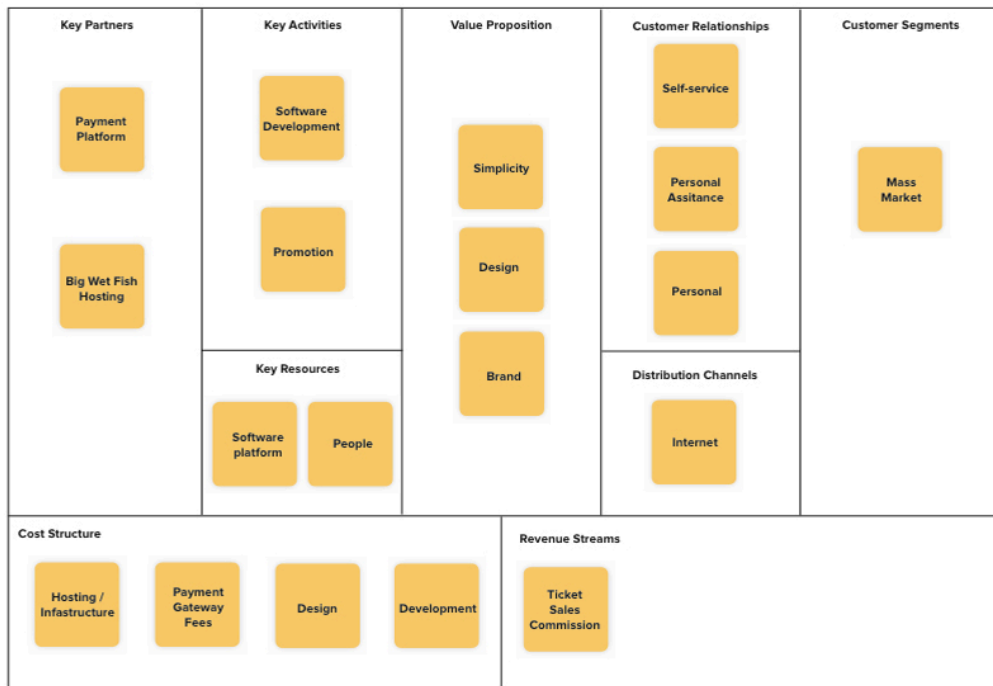 Key Partners
Payment
Platform
Big Wet Fish
Hosting
Key Activities
Software
Development
Promotion
Key Resources
Software
platform
People
Value Proposition
Simplicity
Design
Brand
Customer Relationships
Self-service
Personal
Assitance
Personal
Distribution Channels
Internet
Customer Segments
Mass
Market
Cost Structure
Hosting /
Infastructure
Payment
Gateway
Fees
Design
Development
Revenue Streams
Ticket
Sales
Commission